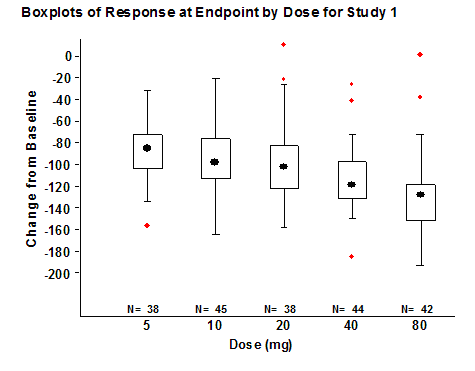 Boxplots of Response at Endpoint by Dose for Study 1
Change from Baseline
0
-20
-40
-60
-80
-100
-120
-140
-160
-180
-200
N= 38 N= 45 N= 38 N= 44 N= 42
5 10 20 40 80
Dose (mg)